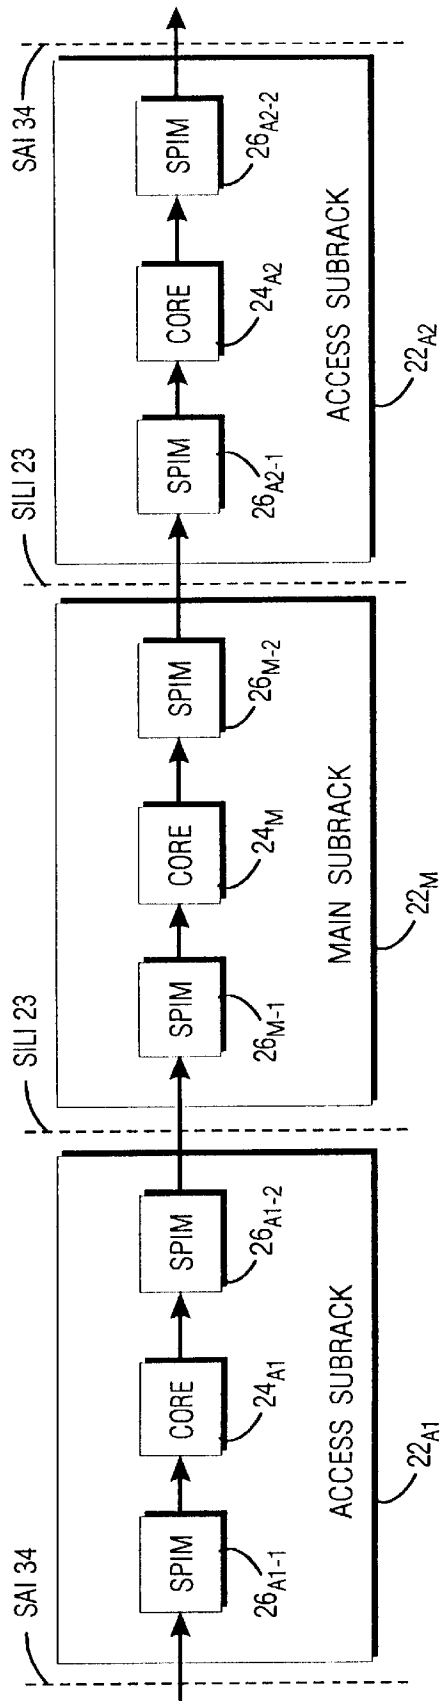 SAI 34
SILI 23
SILI 23
SAI 34
SPIM
CORE
SPIM
SPIM
CORE
SPIM
SPIM
CORE
SPIM
26A1-1
24A1
26A1-2
26M-1
24M
26M-2
26A2-1
24A2
26A2-2
ACCESS SUBRACK
MAIN SUBRACK
ACCESS SUBRACK
22A1
22M
22A2